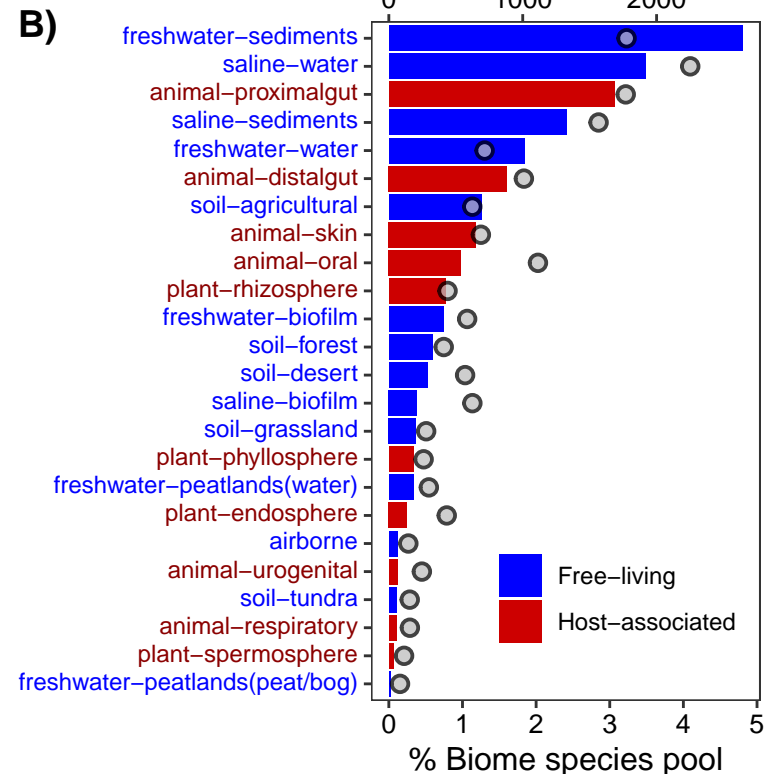 0 1000 2000
B)
freshwater−sediments
saline−water
animal−proximalgut
saline−sediments
freshwater−water
animal−distalgut
soil−agricultural
animal−skin
animal−oral
plant−rhizosphere
freshwater−biofilm
soil−forest
soil−desert
saline−biofilm
soil−grassland
plant−phyllosphere
freshwater−peatlands(water)
plant−endosphere
airborne
animal−urogenital
soil−tundra
animal−respiratory
plant−spermosphere
freshwater−peatlands(peat/bog)
Free−living
Host−associated
0 1 2 3 4 5
% Biome species pool